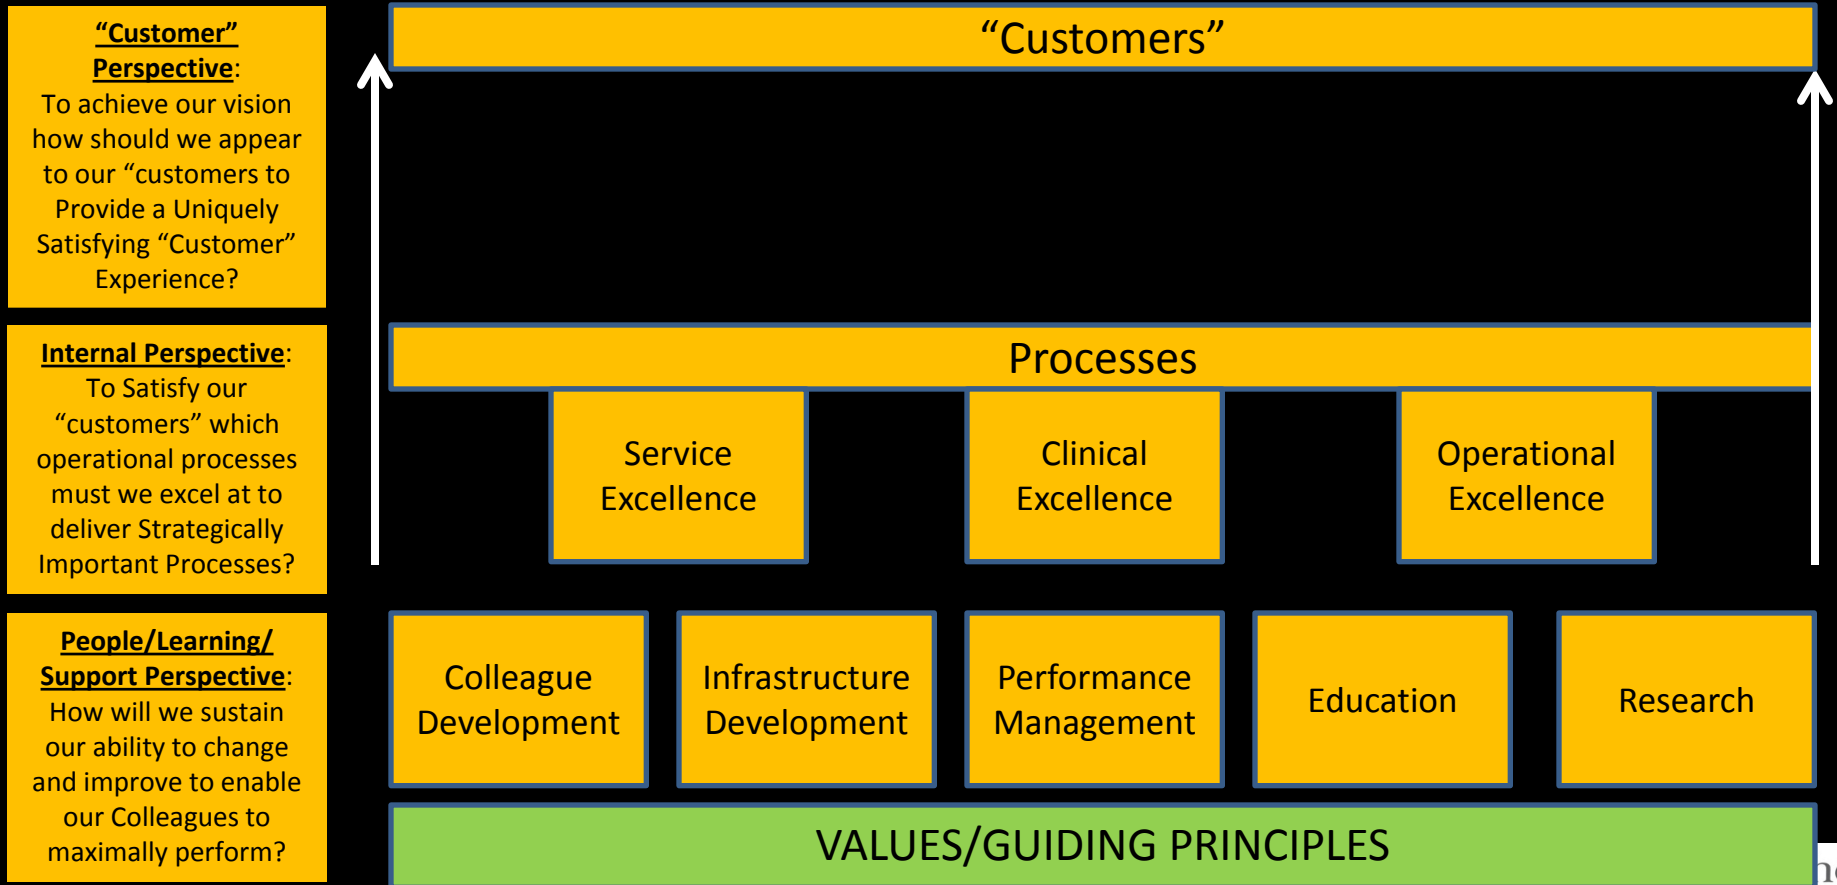 “Customer”
Perspective:
To achieve our vision
how should we appear
to our “customers to
Provide a Uniquely
Satisfying “Customer”
Experience?
“Customers”
Internal Perspective:
To Satisfy our
“customers” which
operational processes
must we excel at to
deliver Strategically
Important Processes?
Processes
Service
Excellence
Clinical
Excellence
Operational
Excellence
People/Learning/
Support Perspective:
How will we sustain
our ability to change
and improve to enable
our Colleagues to
maximally perform?
Colleague
Development
Infrastructure
Development
Performance
Management
Education
Research
VALUES/GUIDING PRINCIPLES